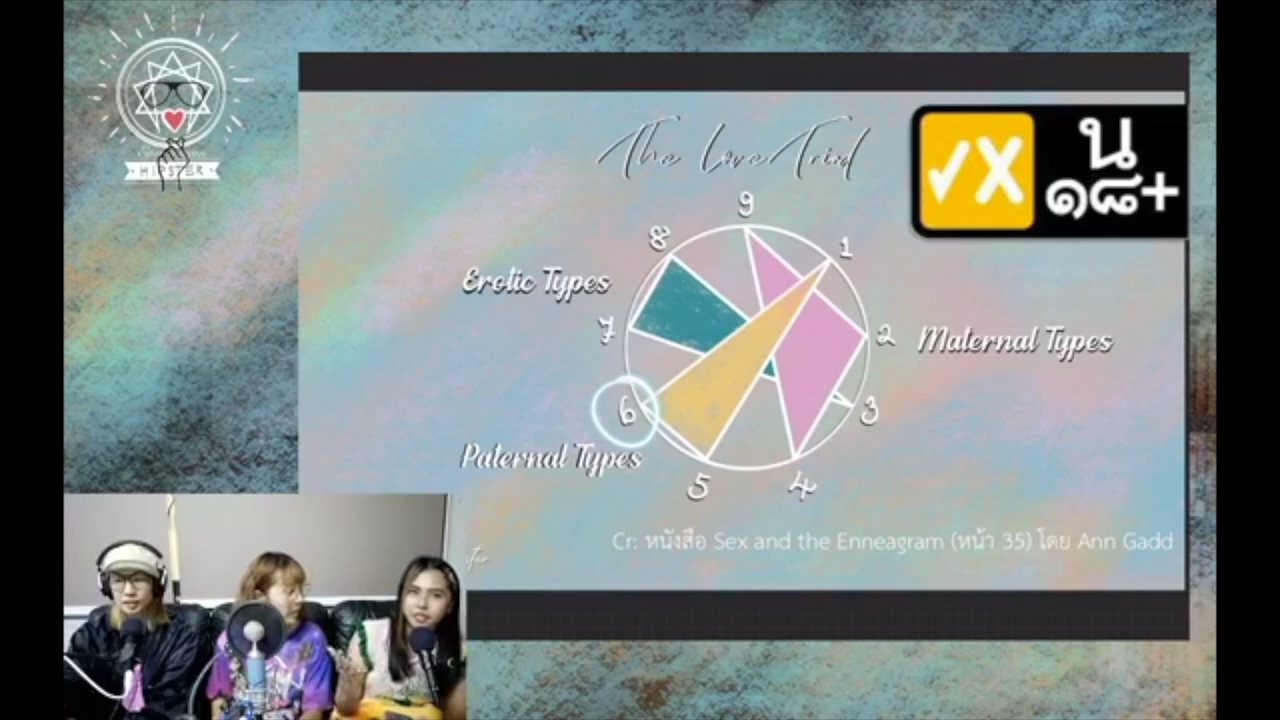 HIPSTER
The Love Triad
น
๑๘+
9
8
1
Erotic Types
7
2
Maternal Types
6
3
Paternal Types
5
4
Cr: หนังสือ Sex and the Enneagram (หน้า 35) โดย Ann Gadd